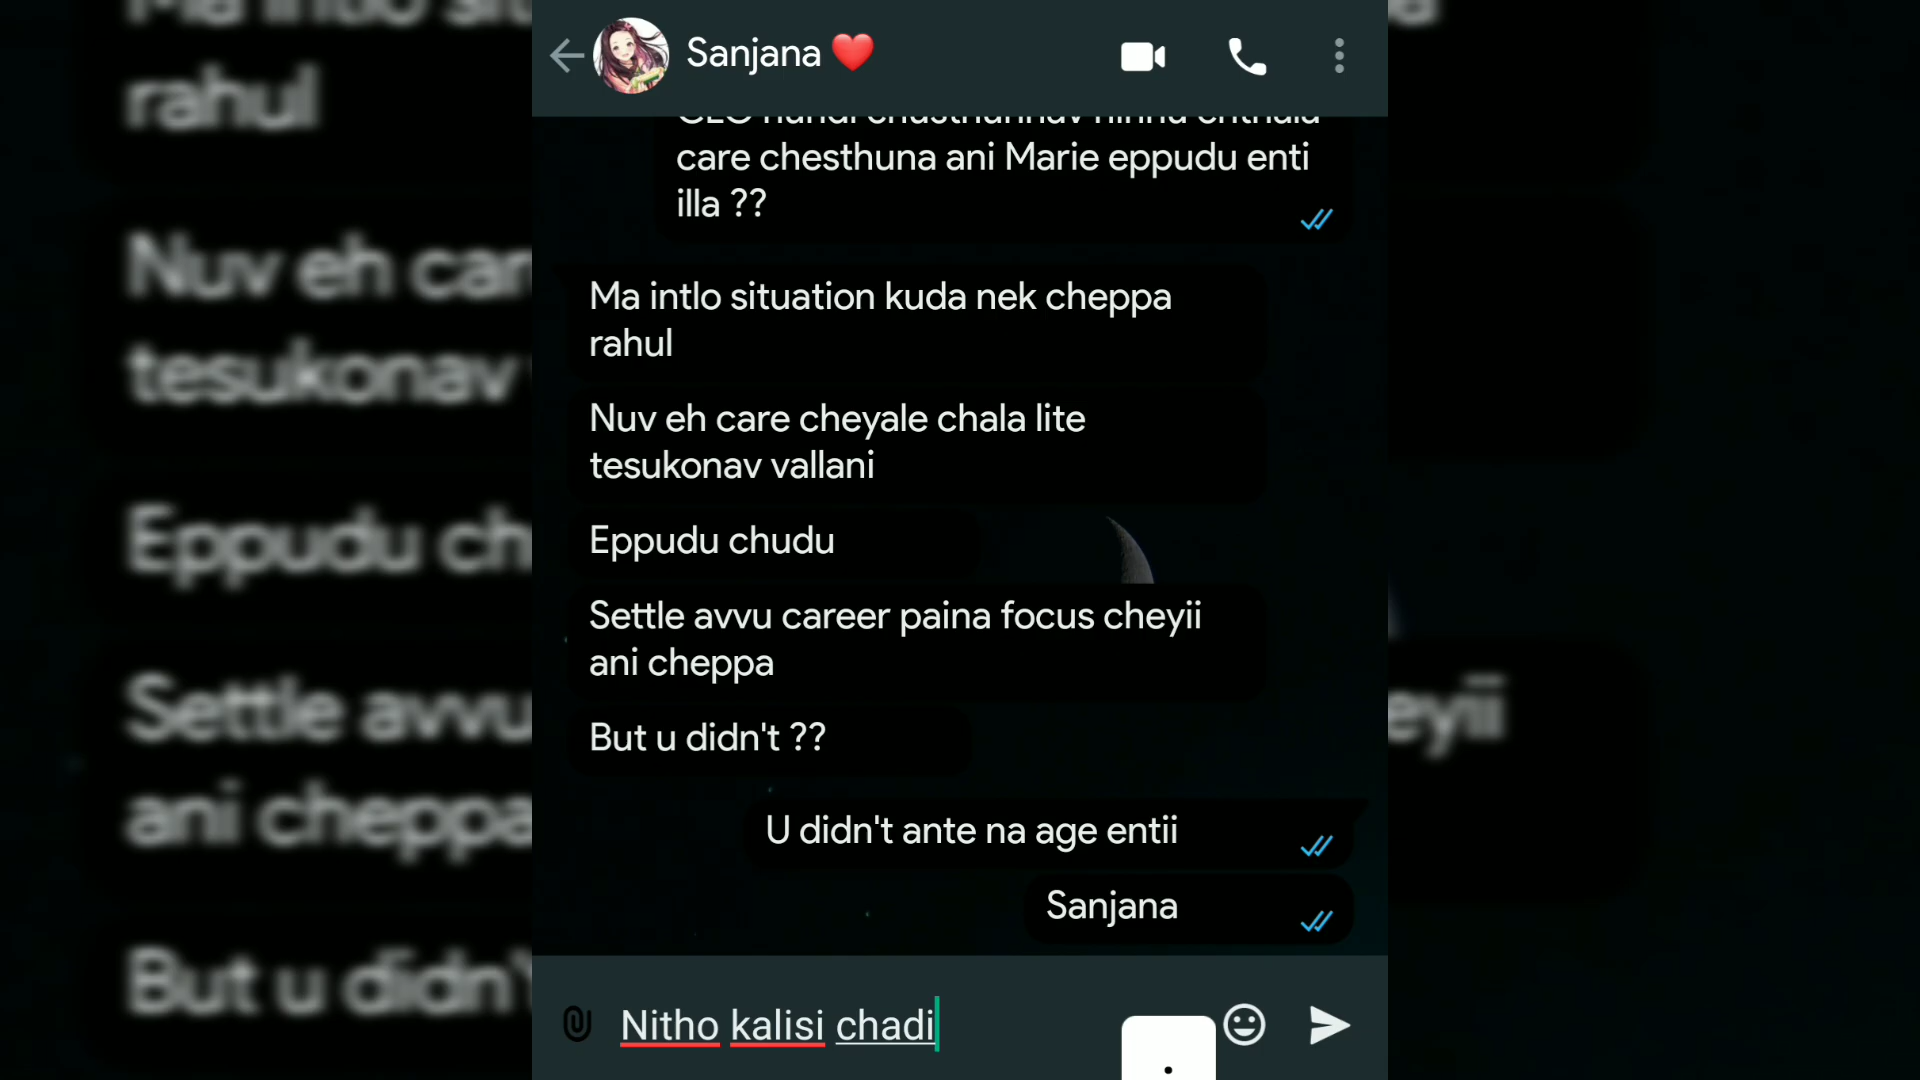 Sanjana ❤️
care chesthuna ani Marie eppudu enti
illa ??
Ma intlo situation kuda nek cheppa
rahul
Nuv eh care cheyale chala lite
tesukonav vallani
Eppudu chudu
Settle avvu career paina focus cheyii
ani cheppa
But u didn't ??
U didn't ante na age entii
Sanjana
Nitho kalisi chadi